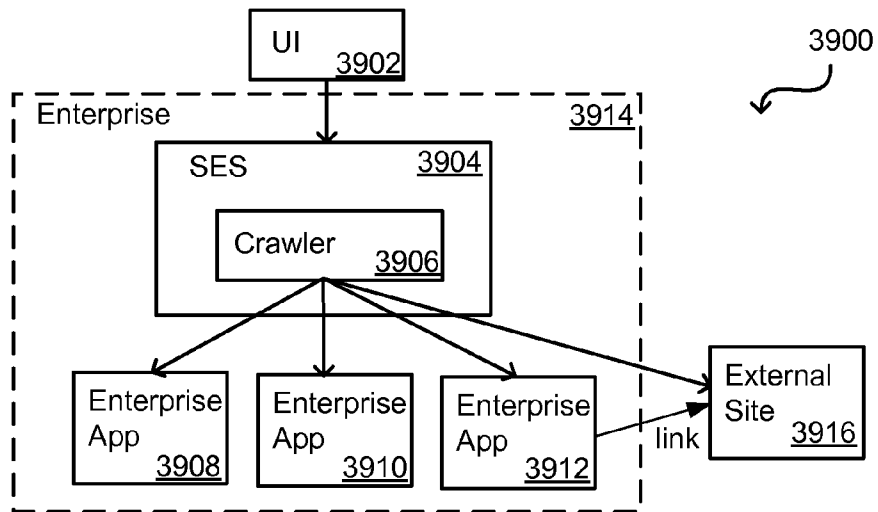 UI
3902
3900
Enterprise
3914
SES
3904
Crawler
3906
Enterprise
App
3908
Enterprise
App
3910
Enterprise
App
3912
link
External
Site
3916